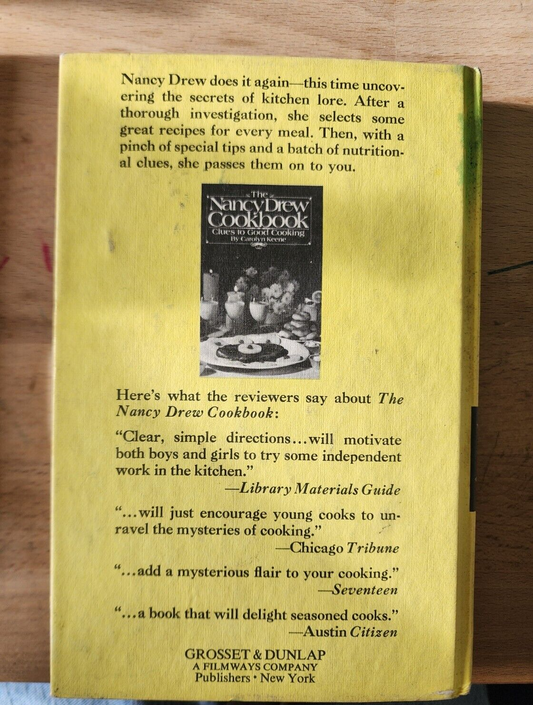 Nancy Drew does it again—this time uncov-
ering the secrets of kitchen lore. After a
thorough investigation, she selects some
great recipes for every meal. Then, with a
pinch of special tips and a batch of nutrition-
al clues, she passes them on to you.
The
Nancy Drew
Cookbook
Clues to Good Cooking
By Carolyn Keene
Here's what the reviewers say about The
Nancy Drew Cookbook:
“Clear, simple directions...will motivate
both boys and girls to try some independent
work in the kitchen.”
—Library Materials Guide
“...will just encourage young cooks to un-
ravel the mysteries of cooking.”
—Chicago Tribune
“...add a mysterious flair to your cooking.”
—Seventeen
“...a book that will delight seasoned cooks.”
—Austin Citizen
GROSSET & DUNLAP
A FILMWAYS COMPANY
Publishers • New York